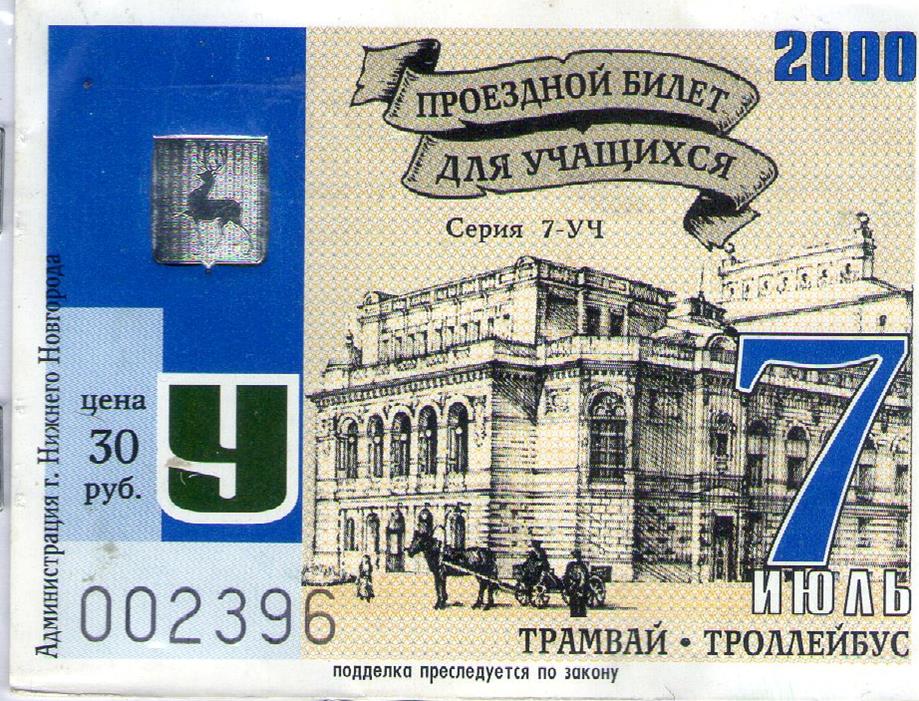 2000
ПРОЕЗДНОЙ БИЛЕТ
ДЛЯ УЧАЩИХСЯ
Серия 7-УЧ
Администрация г. Нижнего Новгорода
цена
30
руб.
У
7
ИЮЛЬ
002396
ТРАМВАЙ • ТРОЛЛЕЙБУС
подделка преследуется по закону